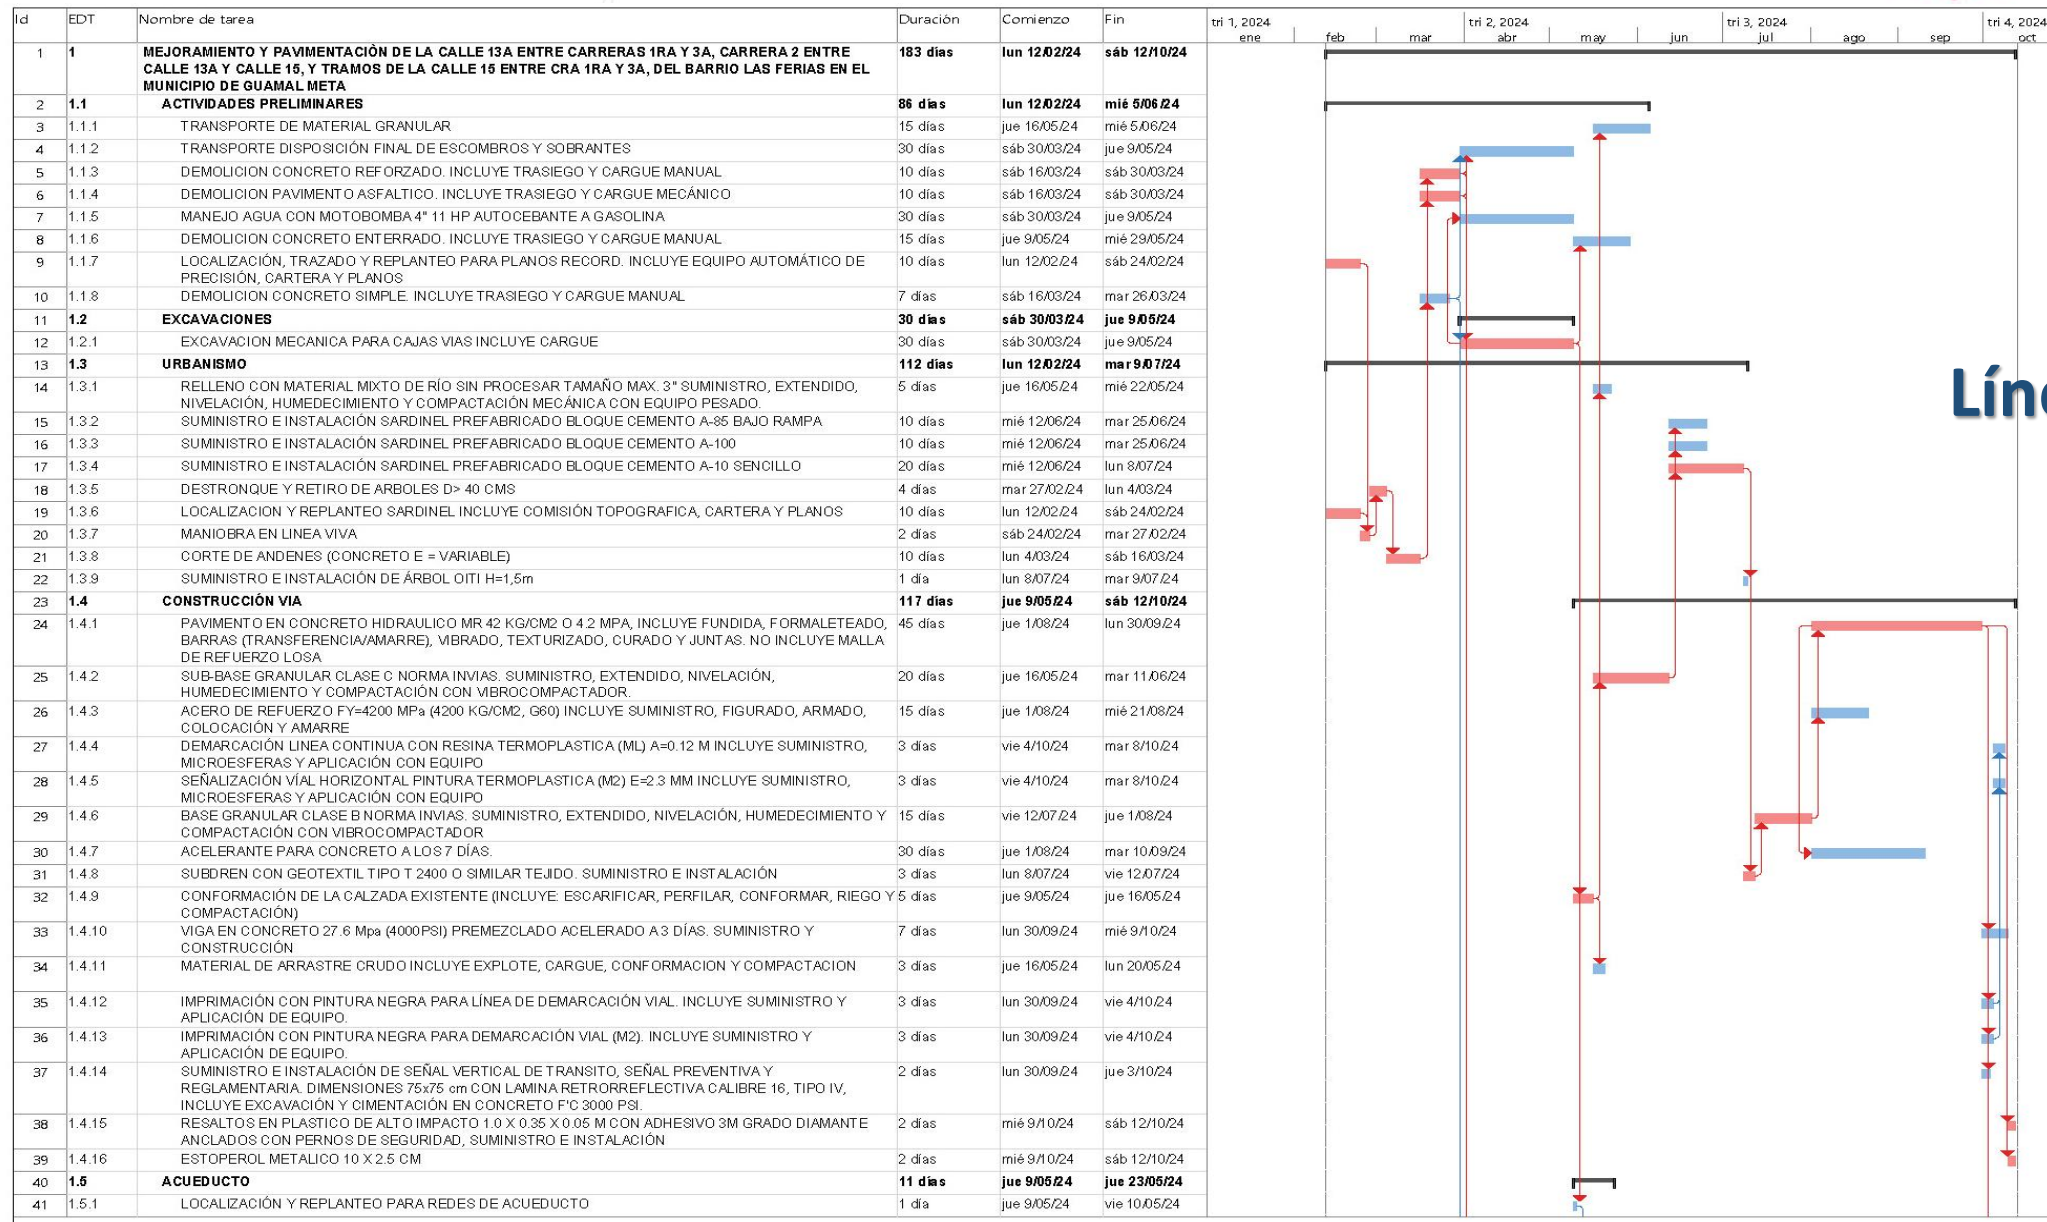 Id EDT Nombre de tarea Duración Comienzo Fin tri 1, 2024 tri 2, 2024 tri 3, 2024 tri 4, 2024
ene feb mar abr may jun jul ago sep oct
1 1 MEJORAMIENTO Y PAVIMENTACIÒN DE LA CALLE 13A ENTRE CARRERAS 1RA Y 3A, CARRERA 2 ENTRE 183 días lun 12/02/24 sáb 12/10/24
CALLE 13A Y CALLE 15, Y TRAMOS DE LA CALLE 15 ENTRE CRA 1RA Y 3A, DEL BARRIO LAS FERIAS EN EL
MUNICIPIO DE GUAMAL META
2 1.1 ACTIVIDADES PRELIMINARES 86 días lun 12/02/24 mié 5/06/24
3 1.1.1 TRANSPORTE DE MATERIAL GRANULAR 15 días jue 16/05/24 mié 5/06/24
4 1.1.2 TRANSPORTE DISPOSICIÓN FINAL DE ESCOMBROS Y SOBRANTES 30 días sáb 30/03/24 jue 9/05/24
5 1.1.3 DEMOLICION CONCRETO REFORZADO. INCLUYE TRASIEGO Y CARGUE MANUAL 10 días sáb 16/03/24 sáb 30/03/24
6 1.1.4 DEMOLICION PAVIMENTO ASFALTICO. INCLUYE TRASIEGO Y CARGUE MECÁNICO 10 días sáb 16/03/24 sáb 30/03/24
7 1.1.5 MANEJO AGUA CON MOTOBOMBA 4" 11 HP AUTOCEBANTE A GASOLINA 30 días sáb 30/03/24 jue 9/05/24
8 1.1.6 DEMOLICION CONCRETO ENTERRADO. INCLUYE TRASIEGO Y CARGUE MANUAL 15 días jue 9/05/24 mié 29/05/24
9 1.1.7 LOCALIZACIÓN, TRAZADO Y REPLANTEO PARA PLANOS RECORD. INCLUYE EQUIPO AUTOMÁTICO DE 10 días lun 12/02/24 sáb 24/02/24
PRECISIÓN, CARTERA Y PLANOS
10 1.1.8 DEMOLICION CONCRETO SIMPLE. INCLUYE TRASIEGO Y CARGUE MANUAL 7 días sáb 16/03/24 mar 26/03/24
11 1.2 EXCAVACIONES 30 días sáb 30/03/24 jue 9/05/24
12 1.2.1 EXCAVACION MECANICA PARA CAJAS VIAS INCLUYE CARGUE 30 días sáb 30/03/24 jue 9/05/24
13 1.3 URBANISMO 112 días lun 12/02/24 mar 9/07/24
14 1.3.1 RELLENO CON MATERIAL MIXTO DE RÍO SIN PROCESAR TAMAÑO MAX. 3" SUMINISTRO, EXTENDIDO, 5 días jue 16/05/24 mié 22/05/24
NIVELACIÓN, HUMEDECIMIENTO Y COMPACTACIÓN MECÁNICA CON EQUIPO PESADO.
15 1.3.2 SUMINISTRO E INSTALACIÓN SARDINEL PREFABRICADO BLOQUE CEMENTO A-85 BAJO RAMPA 10 días mié 12/06/24 mar 25/06/24
16 1.3.3 SUMINISTRO E INSTALACIÓN SARDINEL PREFABRICADO BLOQUE CEMENTO A-100 10 días mié 12/06/24 mar 25/06/24
17 1.3.4 SUMINISTRO E INSTALACIÓN SARDINEL PREFABRICADO BLOQUE CEMENTO A-10 SENCILLO 20 días mié 12/06/24 lun 8/07/24
18 1.3.5 DESTRONQUE Y RETIRO DE ARBOLES D> 40 CMS 4 días mar 27/02/24 lun 4/03/24
19 1.3.6 LOCALIZACION Y REPLANTEO SARDINEL INCLUYE COMISIÓN TOPOGRAFICA, CARTERA Y PLANOS 10 días lun 12/02/24 sáb 24/02/24
20 1.3.7 MANIOBRA EN LINEA VIVA 2 días sáb 24/02/24 mar 27/02/24
21 1.3.8 CORTE DE ANDENES (CONCRETO E = VARIABLE) 10 días lun 4/03/24 sáb 16/03/24
22 1.3.9 SUMINISTRO E INSTALACIÓN DE ÁRBOL OITI H=1,5m 1 día lun 8/07/24 mar 9/07/24
23 1.4 CONSTRUCCIÓN VIA 117 días jue 9/05/24 sáb 12/10/24
24 1.4.1 PAVIMENTO EN CONCRETO HIDRAULICO MR 42 KG/CM2 O 4.2 MPA, INCLUYE FUNDIDA, FORMALETEADO, 45 días jue 1/08/24 lun 30/09/24
BARRAS (TRANSFERENCIA/AMARRE), VIBRADO, TEXTURIZADO, CURADO Y JUNTAS. NO INCLUYE MALLA
DE REFUERZO LOSA
25 1.4.2 SUB-BASE GRANULAR CLASE C NORMA INVIAS. SUMINISTRO, EXTENDIDO, NIVELACIÓN, 20 días jue 16/05/24 mar 11/06/24
HUMEDECIMIENTO Y COMPACTACIÓN CON VIBROCOMPACTADOR.
26 1.4.3 ACERO DE REFUERZO FY=4200 MPa (4200 KG/CM2, G60) INCLUYE SUMINISTRO, FIGURADO, ARMADO, 15 días jue 1/08/24 mié 21/08/24
COLOCACIÓN Y AMARRE
27 1.4.4 DEMARCACIÓN LINEA CONTINUA CON RESINA TERMOPLASTICA (ML) A=0.12 M INCLUYE SUMINISTRO, 3 días vie 4/10/24 mar 8/10/24
MICROESFERAS Y APLICACIÓN CON EQUIPO
28 1.4.5 SEÑALIZACIÓN VÍAL HORIZONTAL PINTURA TERMOPLASTICA (M2) E=2.3 MM INCLUYE SUMINISTRO, 3 días vie 4/10/24 mar 8/10/24
MICROESFERAS Y APLICACIÓN CON EQUIPO
29 1.4.6 BASE GRANULAR CLASE B NORMA INVIAS. SUMINISTRO, EXTENDIDO, NIVELACIÓN, HUMEDECIMIENTO Y 15 días vie 12/07/24 jue 1/08/24
COMPACTACIÓN CON VIBROCOMPACTADOR
30 1.4.7 ACELERANTE PARA CONCRETO A LOS 7 DÍAS. 30 días jue 1/08/24 mar 10/09/24
31 1.4.8 SUBDREN CON GEOTEXTIL TIPO T 2400 O SIMILAR TEJIDO. SUMINISTRO E INSTALACIÓN 3 días lun 8/07/24 vie 12/07/24
32 1.4.9 CONFORMACIÓN DE LA CALZADA EXISTENTE (INCLUYE: ESCARIFICAR, PERFILAR, CONFORMAR, RIEGO Y 5 días jue 9/05/24 jue 16/05/24
COMPACTACIÓN)
33 1.4.10 VIGA EN CONCRETO 27.6 Mpa (4000PSI) PREMEZCLADO ACELERADO A 3 DÍAS. SUMINISTRO Y 7 días lun 30/09/24 mié 9/10/24
CONSTRUCCIÓN
34 1.4.11 MATERIAL DE ARRASTRE CRUDO INCLUYE EXPLOTE, CARGUE, CONFORMACION Y COMPACTACION 3 días jue 16/05/24 lun 20/05/24
35 1.4.12 IMPRIMACIÓN CON PINTURA NEGRA PARA LÍNEA DE DEMARCACIÓN VIAL. INCLUYE SUMINISTRO Y 3 días lun 30/09/24 vie 4/10/24
APLICACIÓN DE EQUIPO.
36 1.4.13 IMPRIMACIÓN CON PINTURA NEGRA PARA DEMARCACIÓN VIAL (M2). INCLUYE SUMINISTRO Y 3 días lun 30/09/24 vie 4/10/24
APLICACIÓN DE EQUIPO.
37 1.4.14 SUMINISTRO E INSTALACIÓN DE SEÑAL VERTICAL DE TRANSITO, SEÑAL PREVENTIVA Y 2 días lun 30/09/24 jue 3/10/24
REGLAMENTARIA. DIMENSIONES 75x75 cm CON LAMINA RETRORREFLECTIVA CALIBRE 16, TIPO IV,
INCLUYE EXCAVACIÓN Y CIMENTACIÓN EN CONCRETO F'C 3000 PSI.
38 1.4.15 RESALTOS EN PLASTICO DE ALTO IMPACTO 1.0 X 0.35 X 0.05 M CON ADHESIVO 3M GRADO DIAMANTE 2 días mié 9/10/24 sáb 12/10/24
ANCLADOS CON PERNOS DE SEGURIDAD, SUMINISTRO E INSTALACIÓN
39 1.4.16 ESTOPEROL METALICO 10 X 2.5 CM 2 días mié 9/10/24 sáb 12/10/24
40 1.5 ACUEDUCTO 11 días jue 9/05/24 jue 23/05/24
41 1.5.1 LOCALIZACIÓN Y REPLANTEO PARA REDES DE ACUEDUCTO 1 día jue 9/05/24 vie 10/05/24